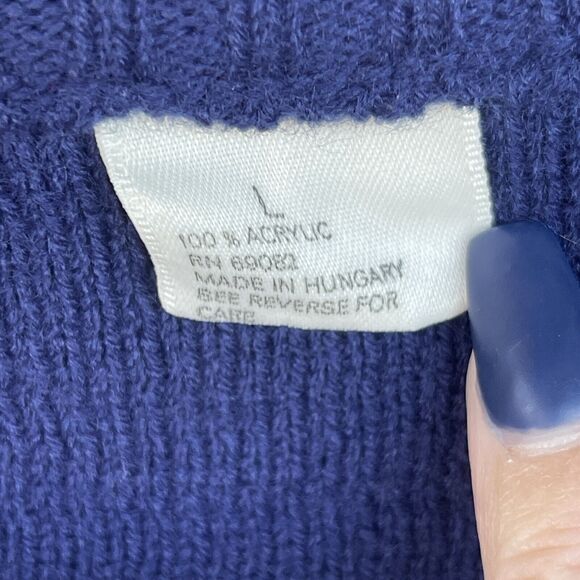 L
100 % ACRYLIC
RN 69082
MADE IN HUNGARY
SEE REVERSE FOR
CARE